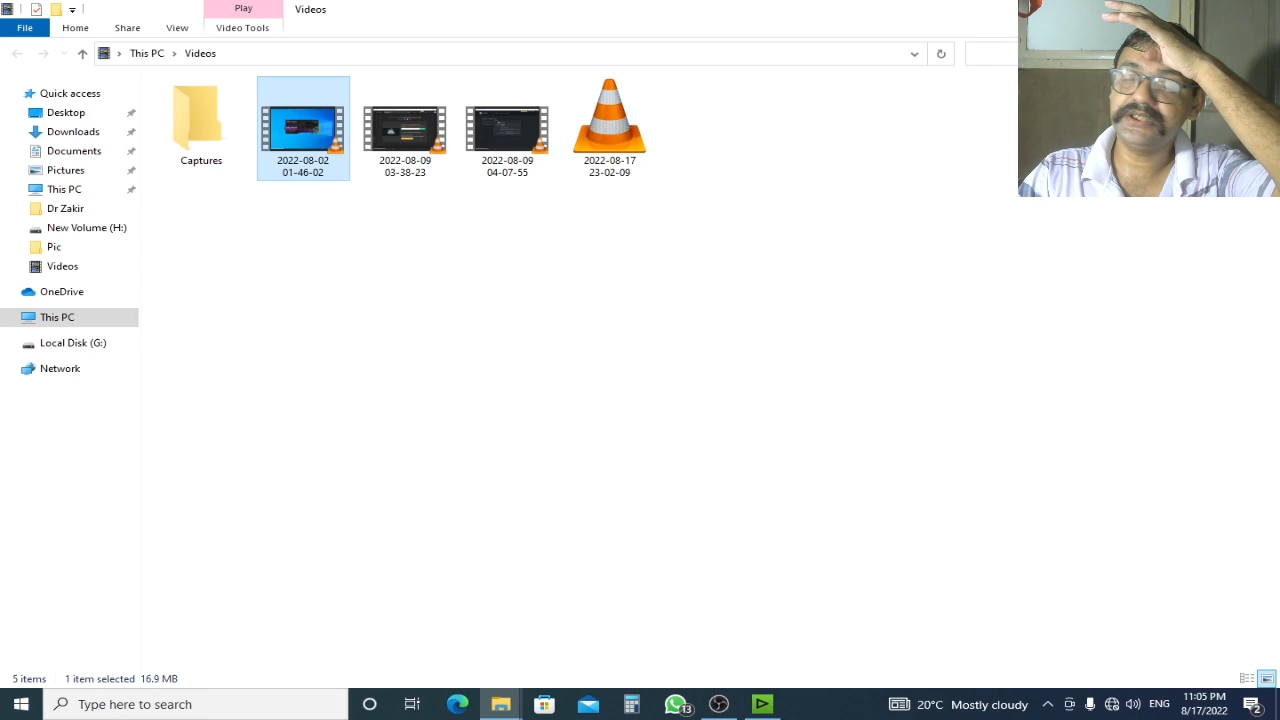 Play
Videos
File
Home
Share
View
Video Tools
This PC
Videos
Quick access
Desktop
Downloads
Documents
Pictures
This PC
Dr Zakir
New Volume (H:)
Pic
Videos
OneDrive
This PC
Local Disk (G:)
Network
Captures
2022-08-02
01-46-02
2022-08-09
03-38-23
2022-08-09
04-07-55
2022-08-17
23-02-09
5 items
1 item selected 16.9 MB
Type here to search
13
20°C Mostly cloudy
ENG
11:05 PM
8/17/2022
2